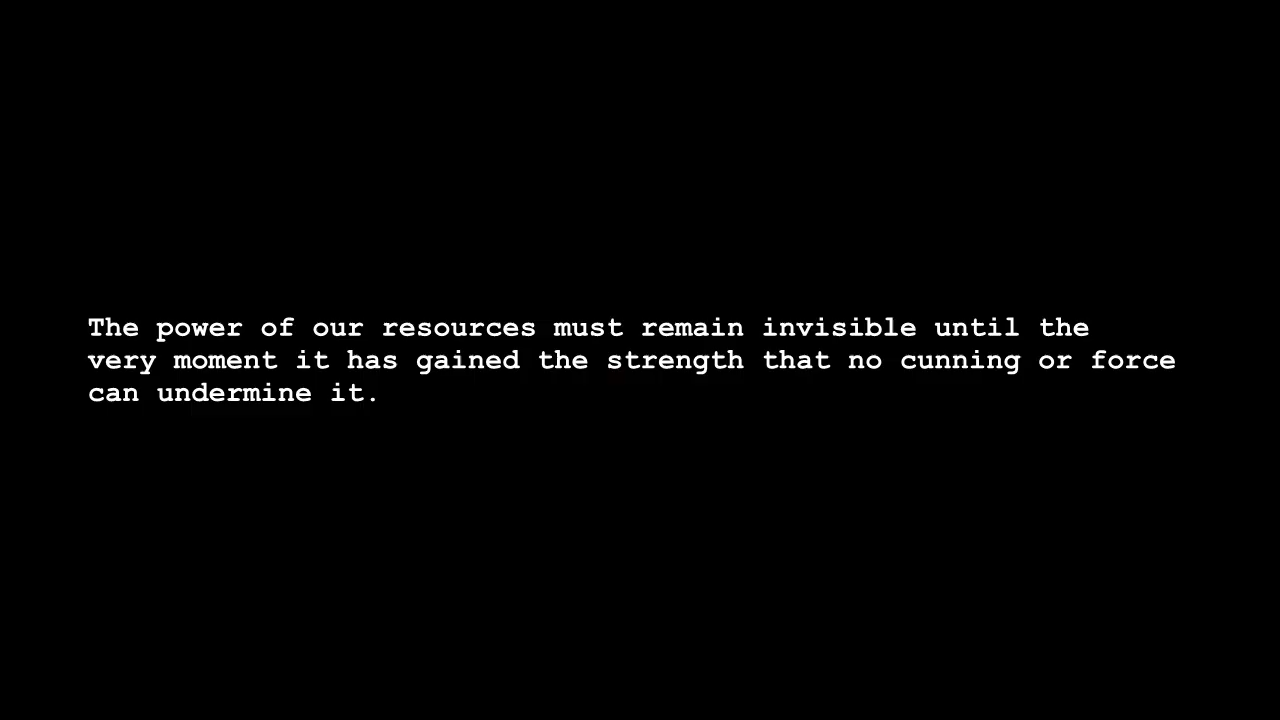 The power of our resources must remain invisible until the
very moment it has gained the strength that no cunning or force
can undermine it.